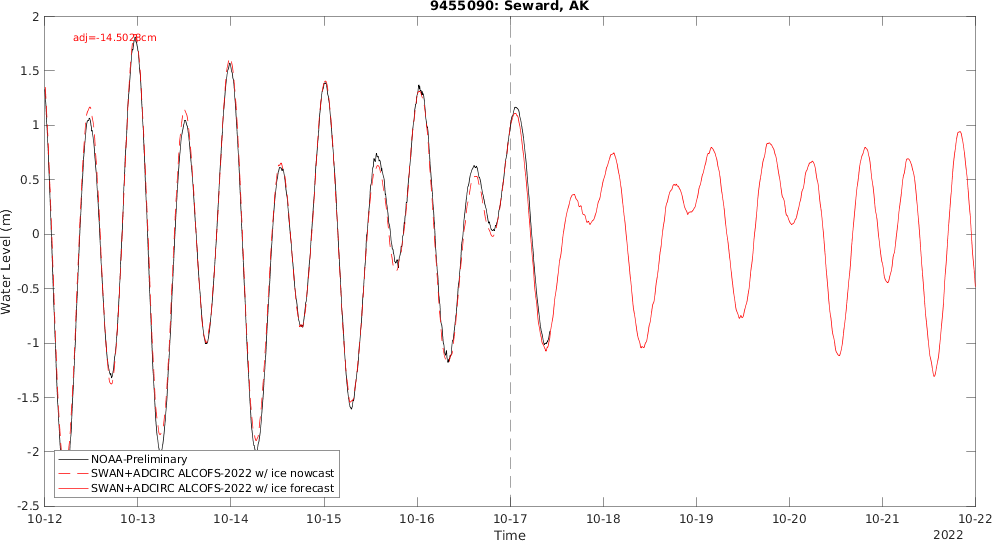 9455090: Seward, AK
adj=-14.5028cm
2
1.5
1
0.5
0
-0.5
-1
-1.5
-2
-2.5
Water Level (m)
NOAA-Preliminary
SWAN+ADCIRC ALCOFS-2022 w/ ice nowcast
SWAN+ADCIRC ALCOFS-2022 w/ ice forecast
10-12 10-13 10-14 10-15 10-16 10-17 10-18 10-19 10-20 10-21 10-22
Time
2022